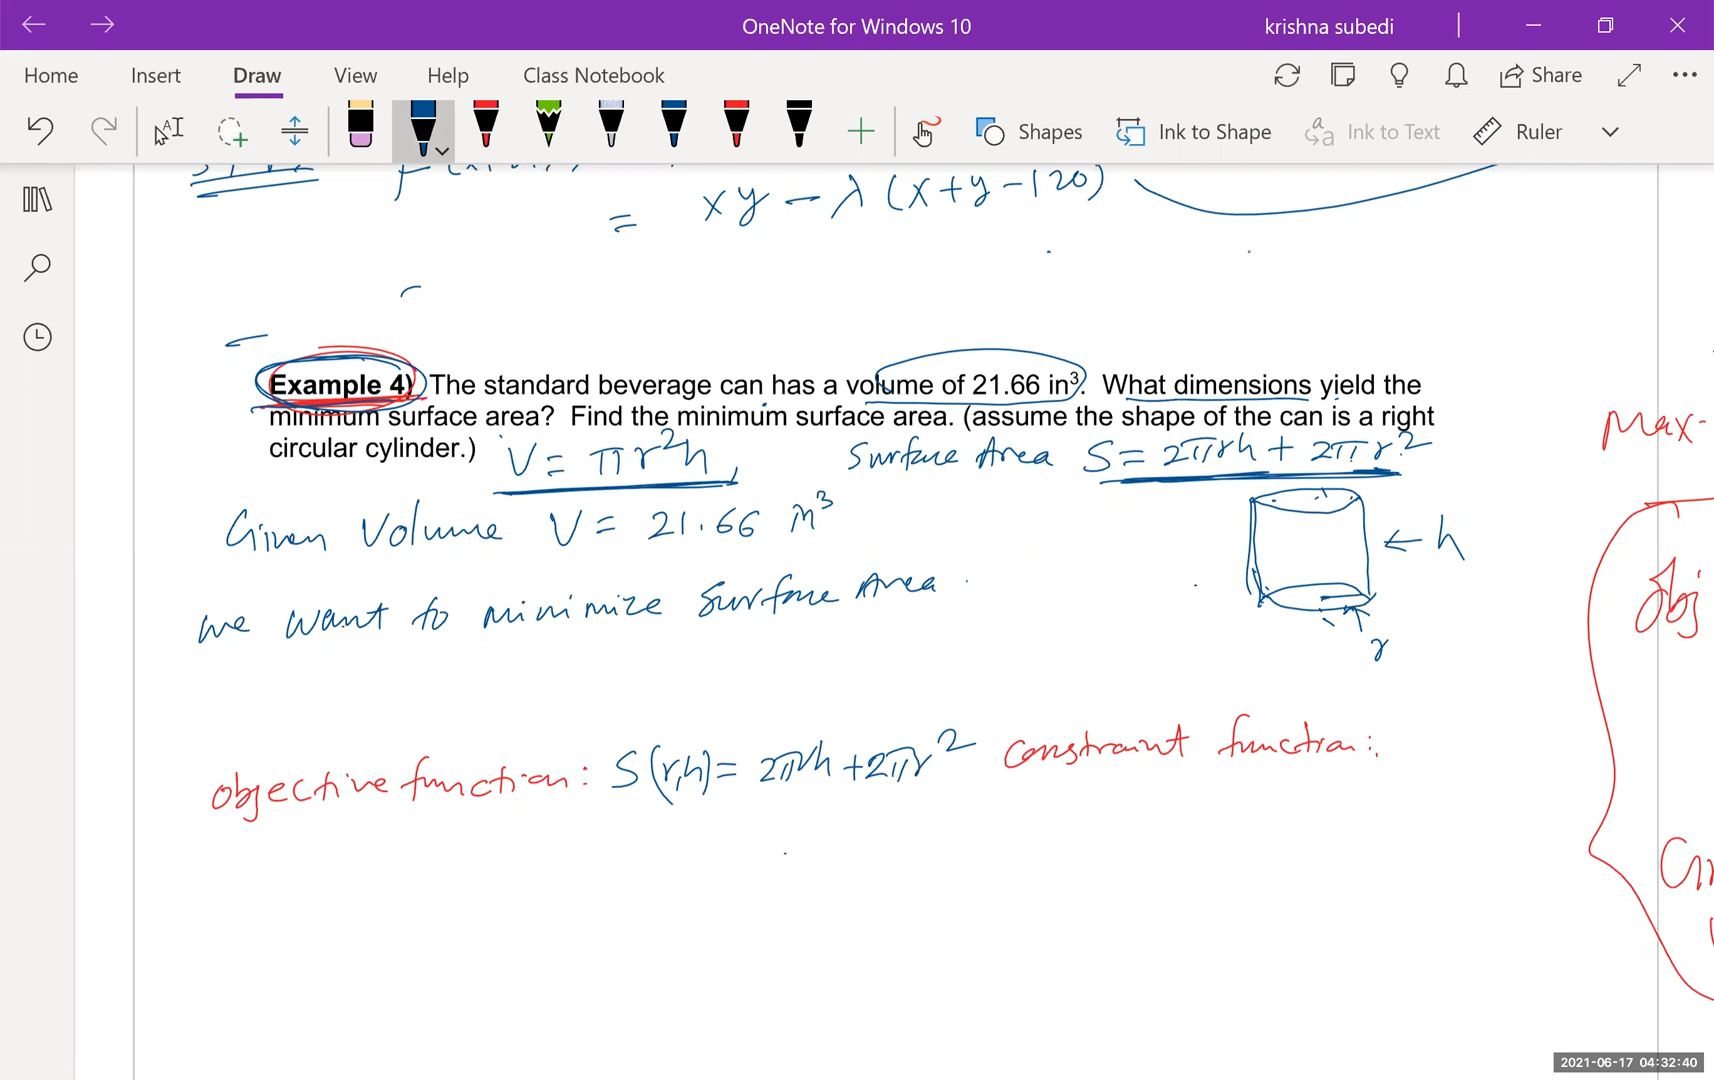 OneNote for Windows 10
krishna subedi
Home Insert Draw View Help Class Notebook
Share
Shapes Ink to Shape Ink to Text Ruler
= xy - λ (x+y-120)
Example 4) The standard beverage can has a volume of 21.66 in³. What dimensions yield the
minimum surface area? Find the minimum surface area. (assume the shape of the can is a right
circular cylinder.) V = πr²h, Surface Area S = 2πrh + 2πr²
Given Volume V = 21.66 in³
← h
we want to minimize Surface Area
r
Max-
Obj
objective function: S(r,h) = 2πrh + 2πr² Constraint function:
2021-06-17 04:32:40